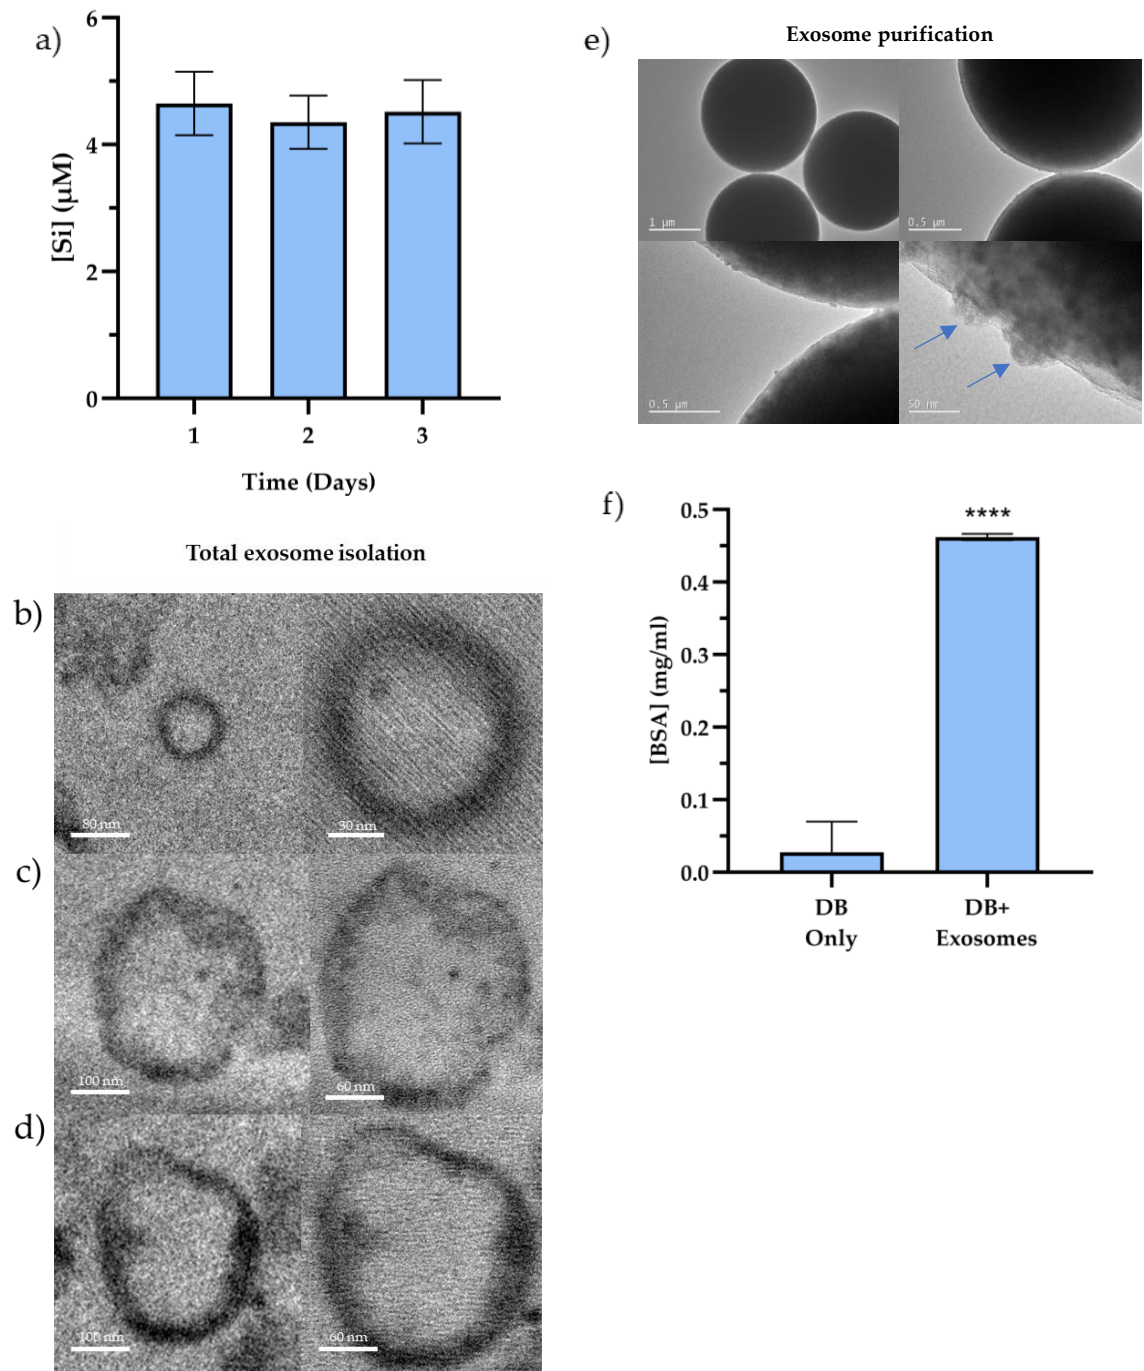 a)
[Si] (µM)
6
4
2
0
1 2 3
Time (Days)
Total exosome isolation
b)
80 nm
30 nm
c)
100 nm
60 nm
d)
100 nm
60 nm
e)
Exosome purification
1 µm
0.5 µm
0.5 µm
50 nm
f)
[BSA] (mg/ml)
0.5
0.4
0.3
0.2
0.1
0.0
****
DB
Only
DB+
Exosomes